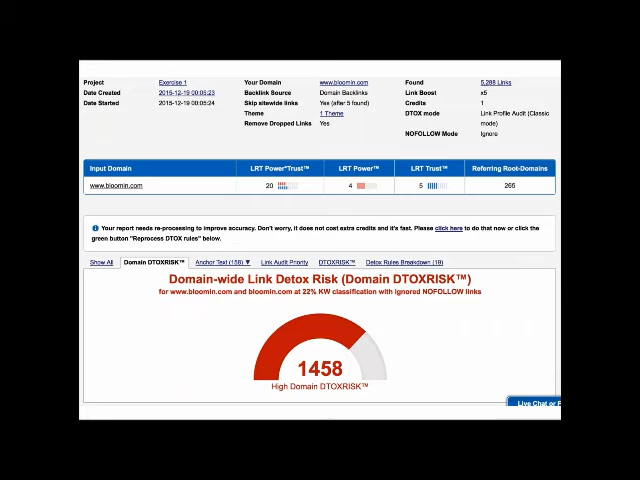 Project Exercise 1 Your Domain www.bloomin.com Found 5,288 Links
Date Created 2015-12-19 00:05:23 Backlink Source Domain Backlinks Link Boost x5
Date Started 2015-12-19 00:05:24 Skip sitewide links Yes (after 5 found) Credits 1
Theme 1 Theme DTOX mode Link Profile Audit (Classic
Remove Dropped Links Yes mode)
NOFOLLOW Mode Ignore
Input Domain LRT Power*Trust™ LRT Power™ LRT Trust™ Referring Root-Domains
www.bloomin.com 20 4 5 265
Your report needs re-processing to improve accuracy. Don't worry, it does not cost extra credits and it's fast. Please click here to do that now or click the
green button "Reprocess DTOX rules" below.
Show All Domain DTOXRISK™ Anchor Text (158) ▼ Link Audit Priority DTOXRISK™ Detox Rules Breakdown (19)
Domain-wide Link Detox Risk (Domain DTOXRISK™)
for www.bloomin.com and bloomin.com at 22% KW classification with ignored NOFOLLOW links
1458
High Domain DTOXRISK™
Live Chat or